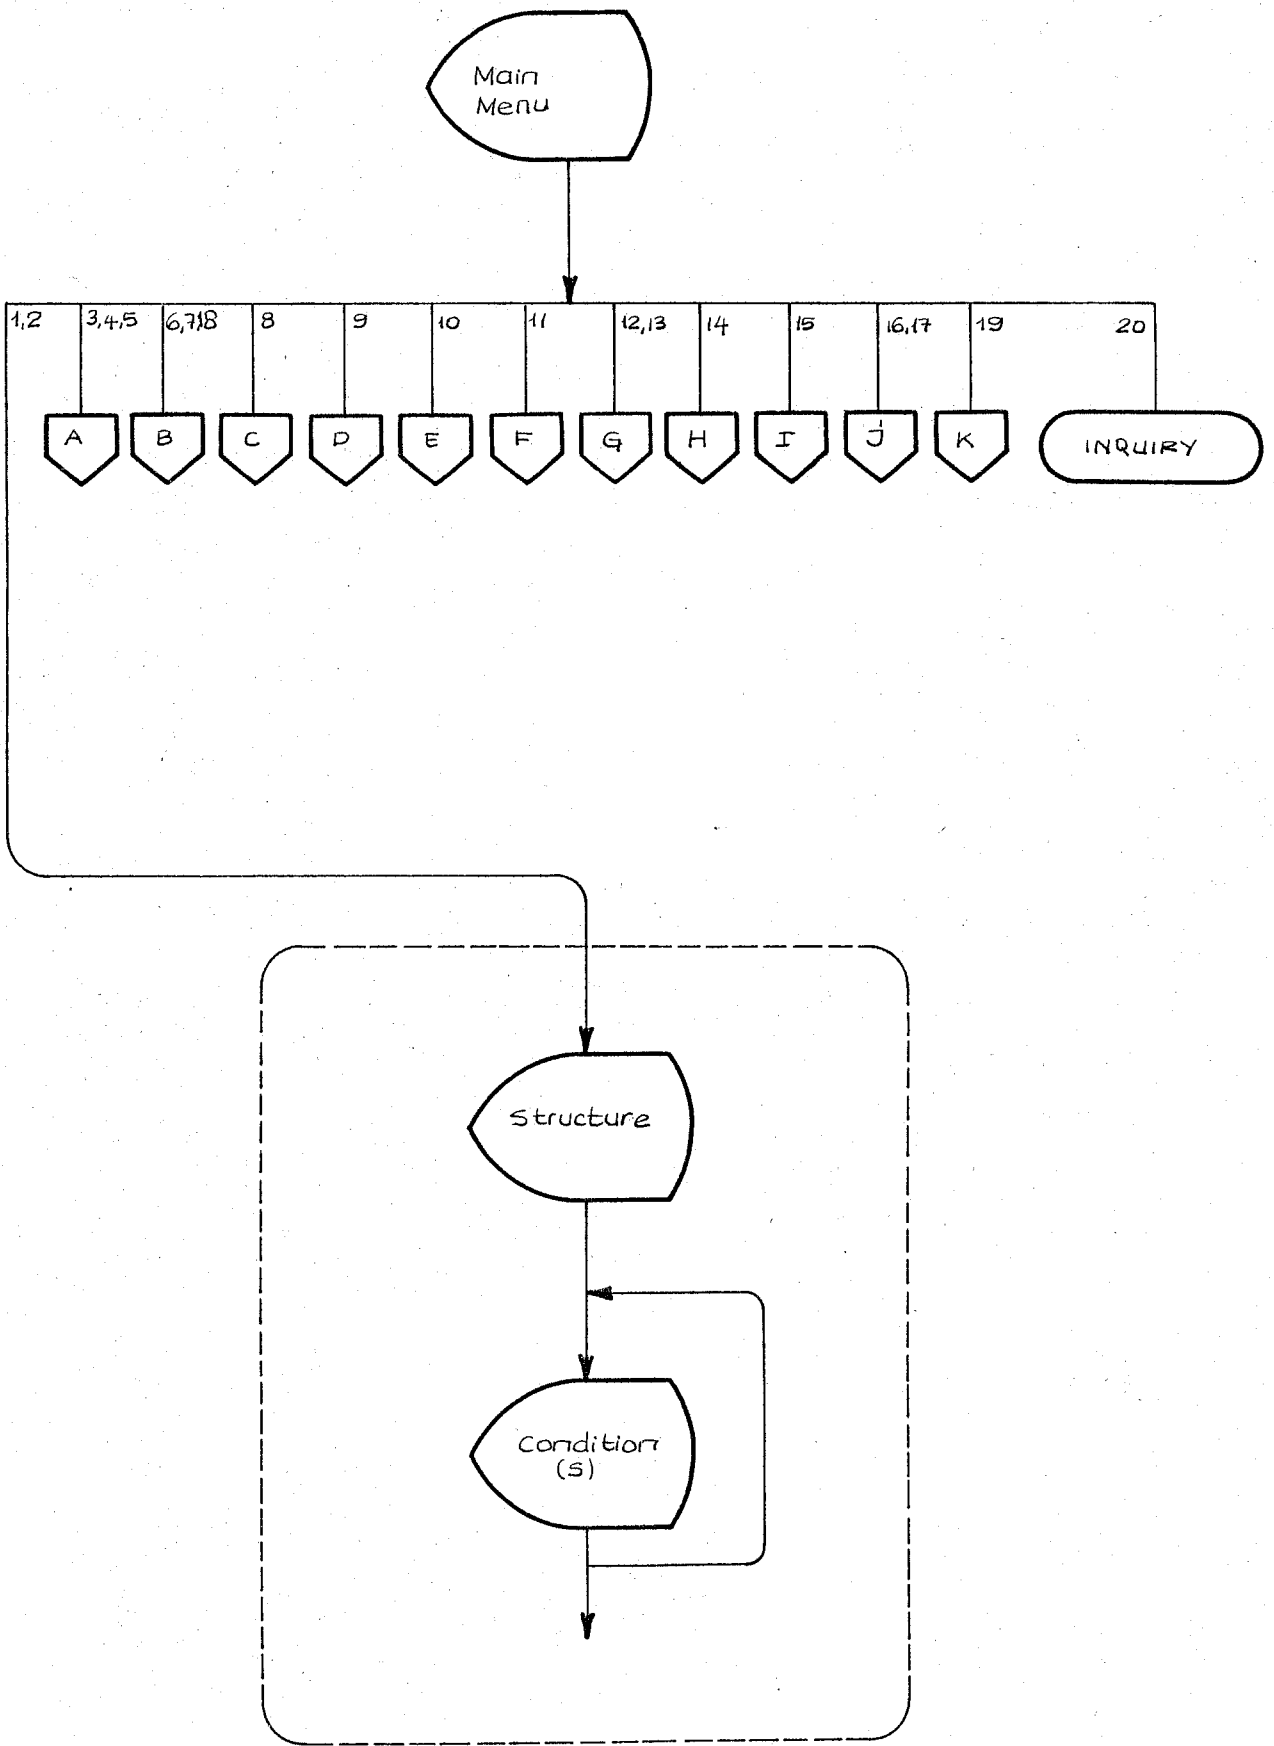 Main
Menu
1,2
3,4,5
6,7,18
8
9
10
11
12,13
14
15
16,17
19
20
A
B
C
D
E
F
G
H
I
J
K
INQUIRY
Structure
Condition
(S)